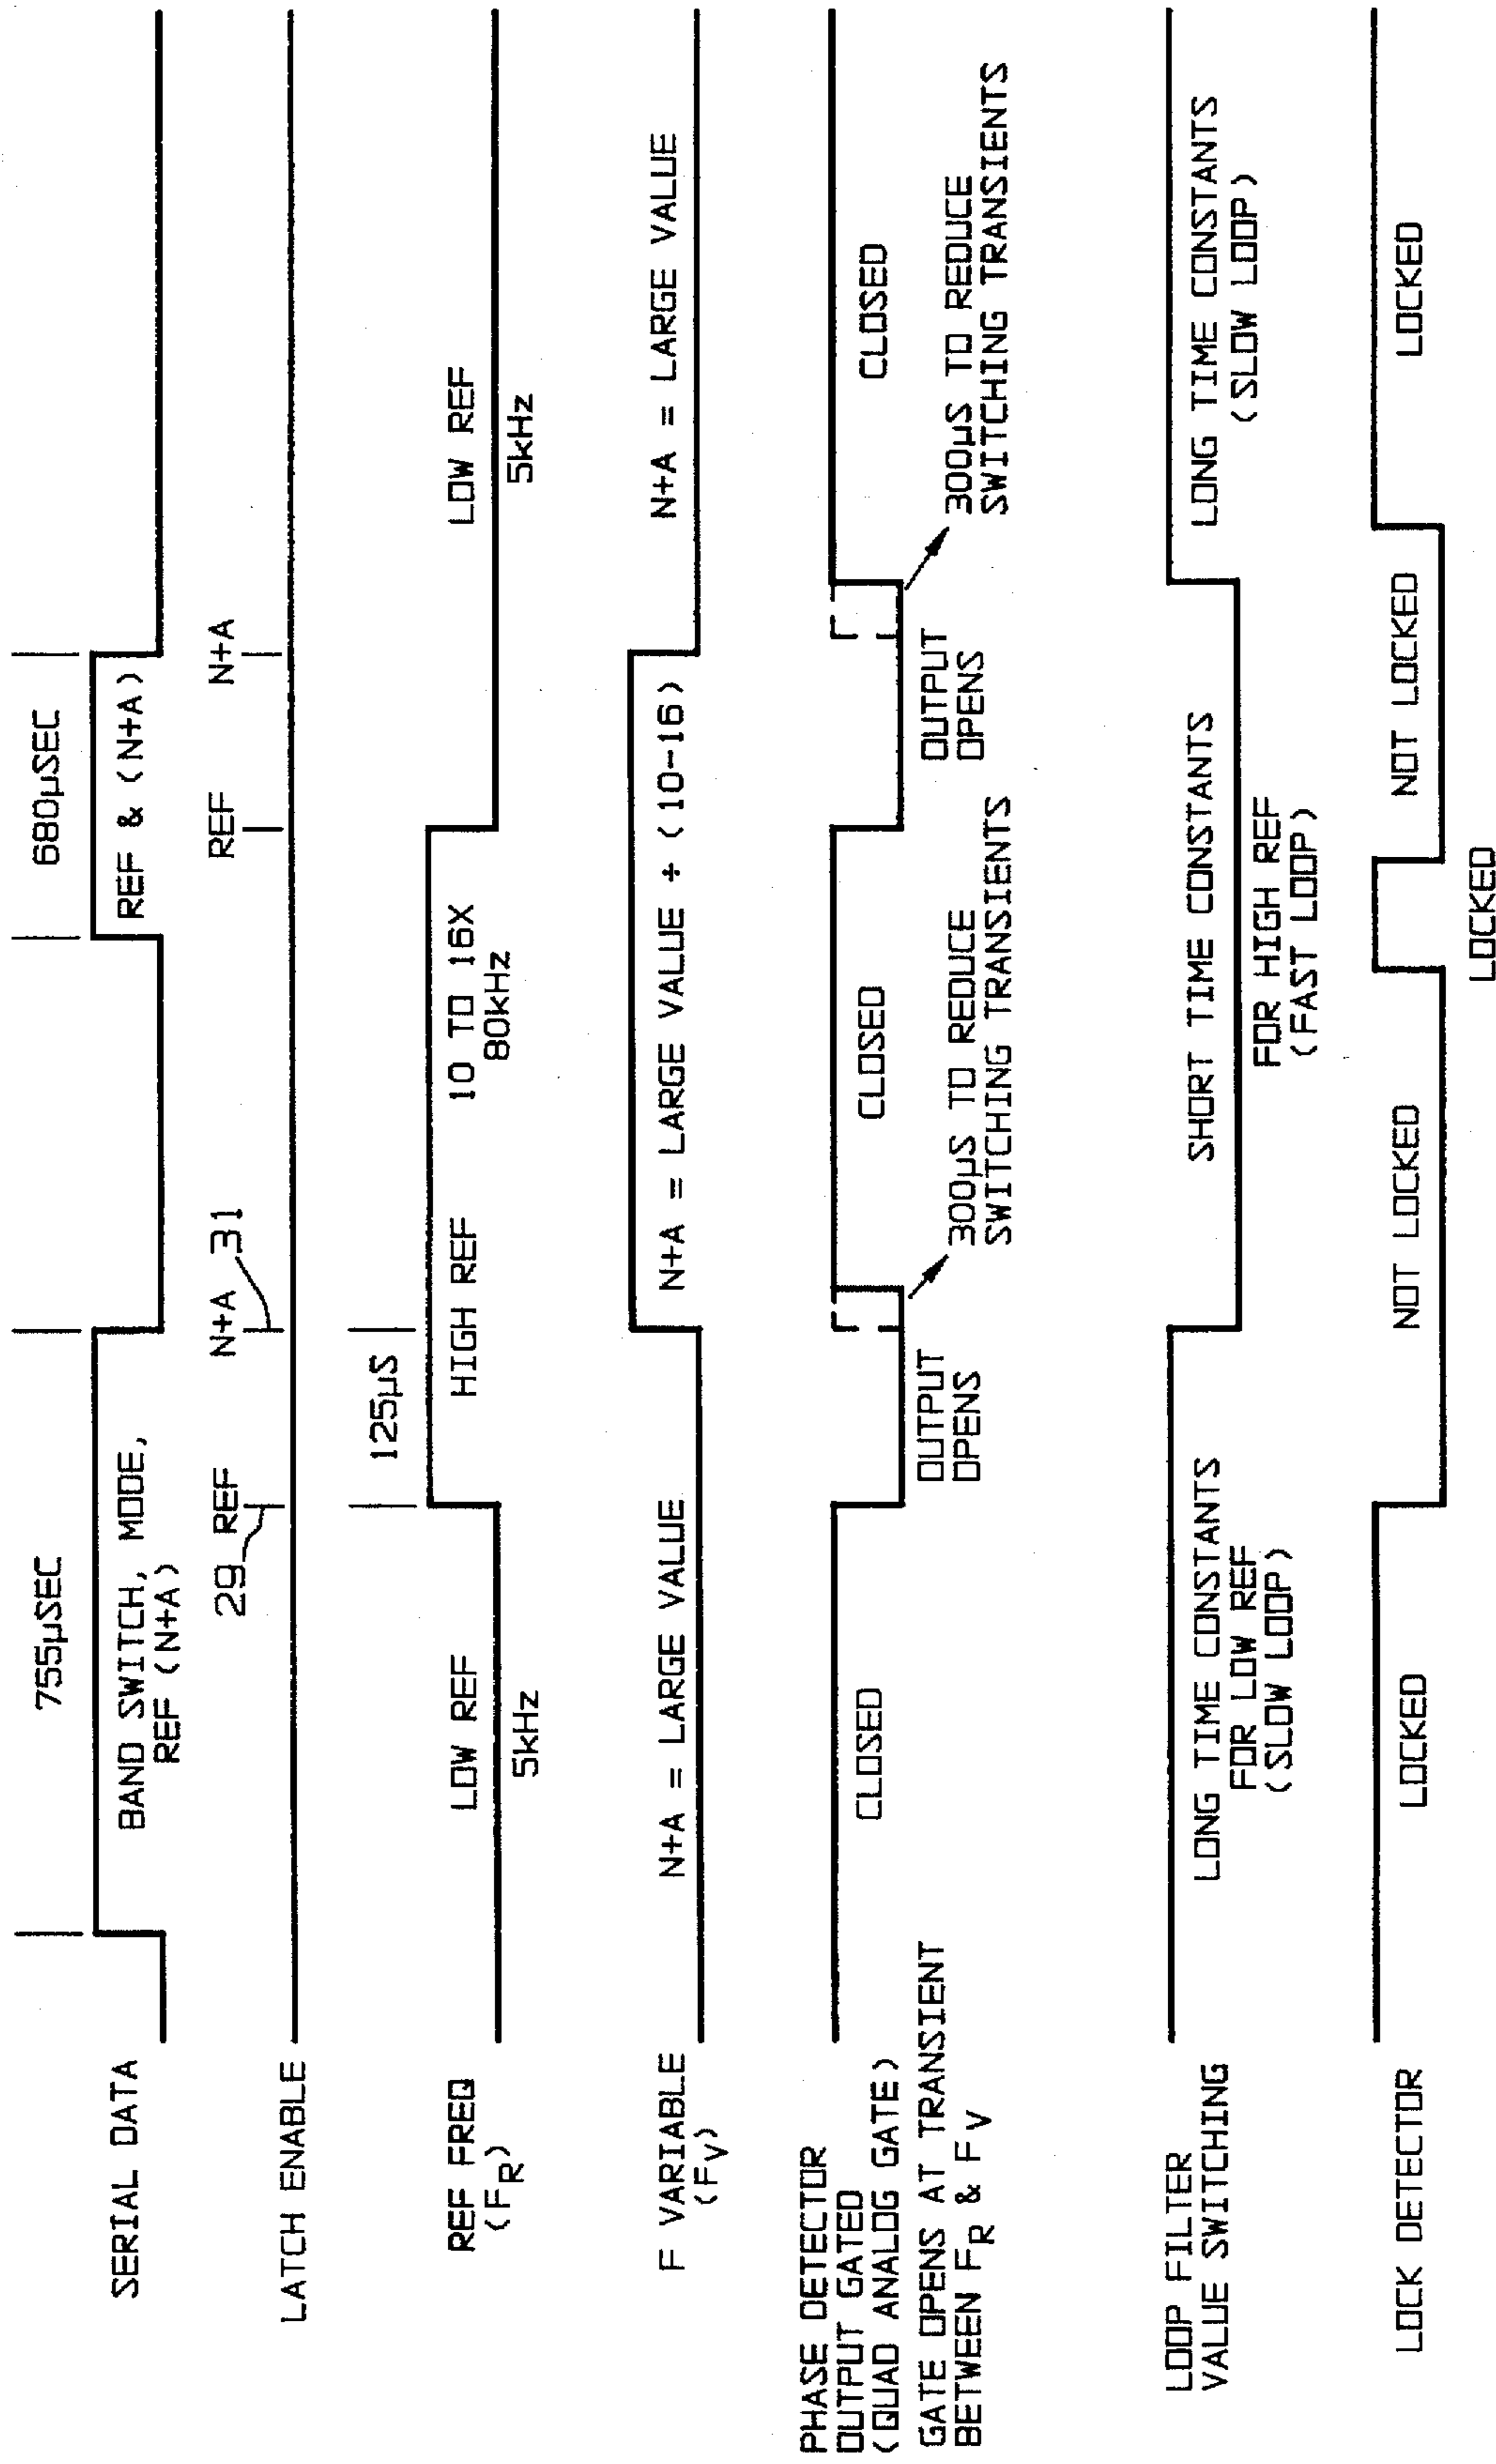 SERIAL DATA
755µSEC
BAND SWITCH, MODE,
REF (N+A)
680µSEC
REF & (N+A)
LATCH ENABLE
29 REF
N+A 31
REF
N+A
REF FREQ
(FR)
LOW REF
5kHz
125µS
HIGH REF
10 TO 16X
80kHz
LOW REF
5kHz
F VARIABLE
(FV)
N+A = LARGE VALUE
N+A = LARGE VALUE ÷ (10-16)
N+A = LARGE VALUE
PHASE DETECTOR
OUTPUT GATED
(QUAD ANALOG GATE)
GATE OPENS AT TRANSIENT
BETWEEN FR & FV
CLOSED
OUTPUT
OPENS
300µS TO REDUCE
SWITCHING TRANSIENTS
CLOSED
OUTPUT
OPENS
300µS TO REDUCE
SWITCHING TRANSIENTS
CLOSED
LOOP FILTER
VALUE SWITCHING
LONG TIME CONSTANTS
FOR LOW REF
(SLOW LOOP)
SHORT TIME CONSTANTS
FOR HIGH REF
(FAST LOOP)
LONG TIME CONSTANTS
(SLOW LOOP)
LOCK DETECTOR
LOCKED
NOT LOCKED
LOCKED
NOT LOCKED
LOCKED